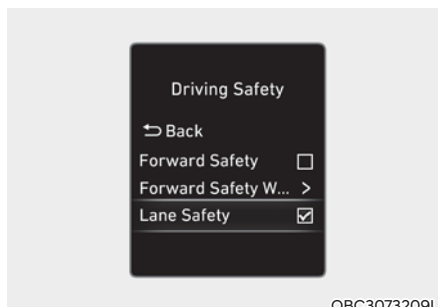 Driving Safety
Back
Forward Safety
Forward Safety W... >
Lane Safety
OBC3073209L